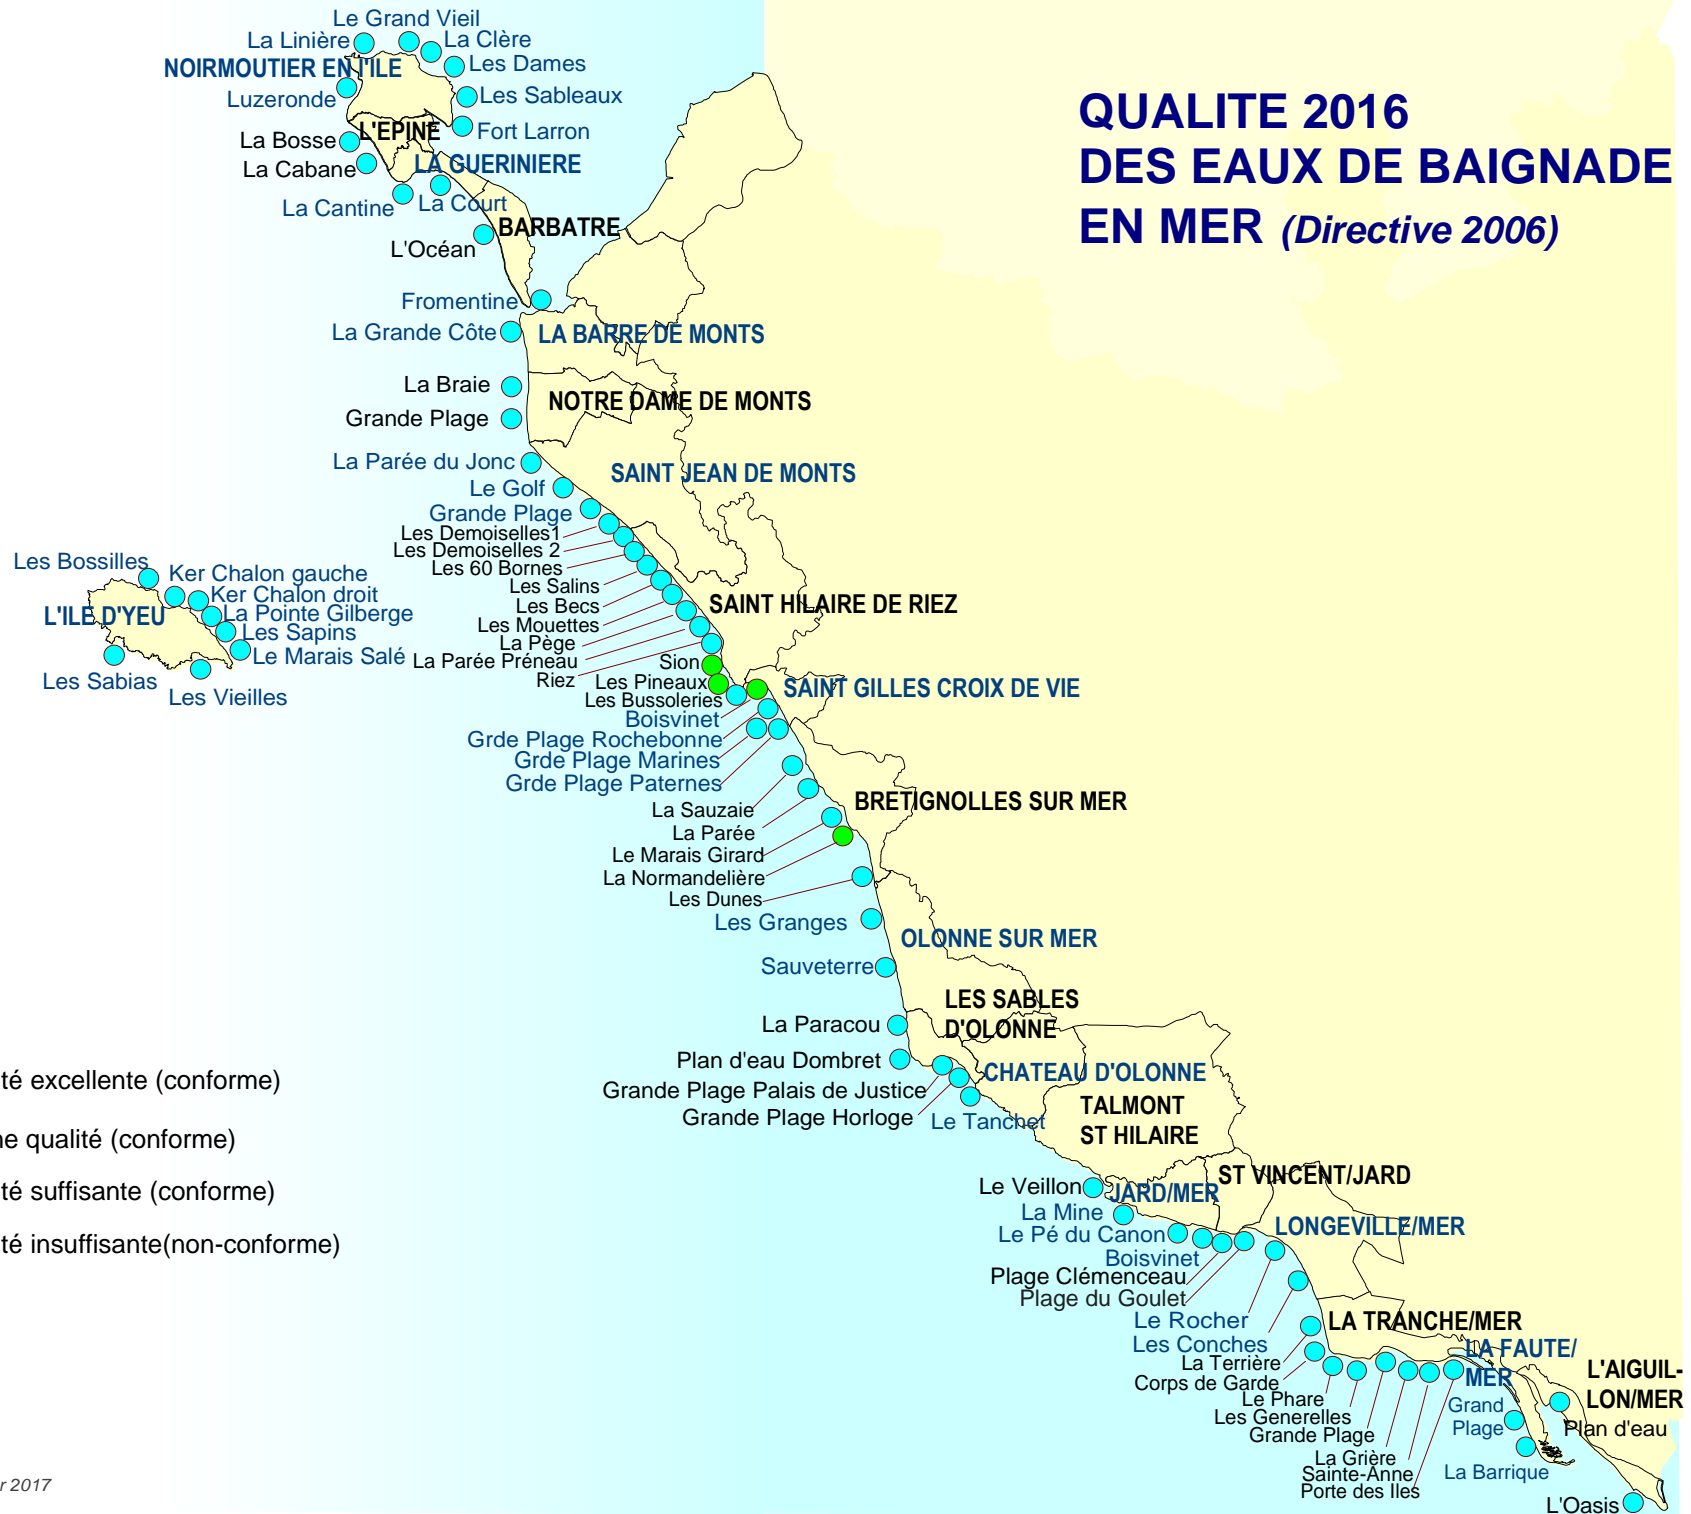 QUALITE 2016
DES EAUX DE BAIGNADE
EN MER (Directive 2006)
Le Grand Vieil
La Linière
La Clère
NOIRMOUTIER EN l'ILE
Les Dames
Luzeronde
Les Sableaux
Fort Larron
L'EPINE
La Bosse
La Cabane
LA GUERINIERE
La Cantine
La Court
BARBATRE
L'Océan
Fromentine
La Grande Côte
LA BARRE DE MONTS
La Braie
NOTRE DAME DE MONTS
Grande Plage
La Parée du Jonc
SAINT JEAN DE MONTS
Le Golf
Grande Plage
Les Demoiselles1
Les Demoiselles 2
Les 60 Bornes
Les Salins
Les Becs
Les Mouettes
SAINT HILAIRE DE RIEZ
La Pège
La Parée Préneau
Riez
Sion
Les Pineaux
Les Bussoleries
Les Bossilles
Ker Chalon gauche
Ker Chalon droit
L'ILE D'YEU
La Pointe Gilberge
Les Sapins
Le Marais Salé
Les Sabias
Les Vieilles
SAINT GILLES CROIX DE VIE
Boisvinet
Grde Plage Rochebonne
Grde Plage Marines
Grde Plage Paternes
La Sauzaie
BRETIGNOLLES SUR MER
La Parée
Le Marais Girard
La Normandelière
Les Dunes
Les Granges
OLONNE SUR MER
Sauveterre
LES SABLES
D'OLONNE
La Paracou
Plan d'eau Dombret
CHATEAU D'OLONNE
Grande Plage Palais de Justice
Grande Plage Horloge
Le Tanchet
TALMONT
ST HILAIRE
Le Veillon
ST VINCENT/JARD
JARD/MER
La Mine
Le Pé du Canon
Boisvinet
LONGEVILLE/MER
Plage Clémenceau
Plage du Goulet
Le Rocher
Les Conches
LA TRANCHE/MER
La Terrière
Corps de Garde
Le Phare
Les Generelles
Grande Plage
La Grière
Sainte-Anne
Porte des Iles
LA FAUTE/
MER
Grand
Plage
La Barrique
L'AIGUIL-
LON/MER
Plan d'eau
L'Oasis
té excellente (conforme)
ne qualité (conforme)
té suffisante (conforme)
té insuffisante(non-conforme)
r 2017